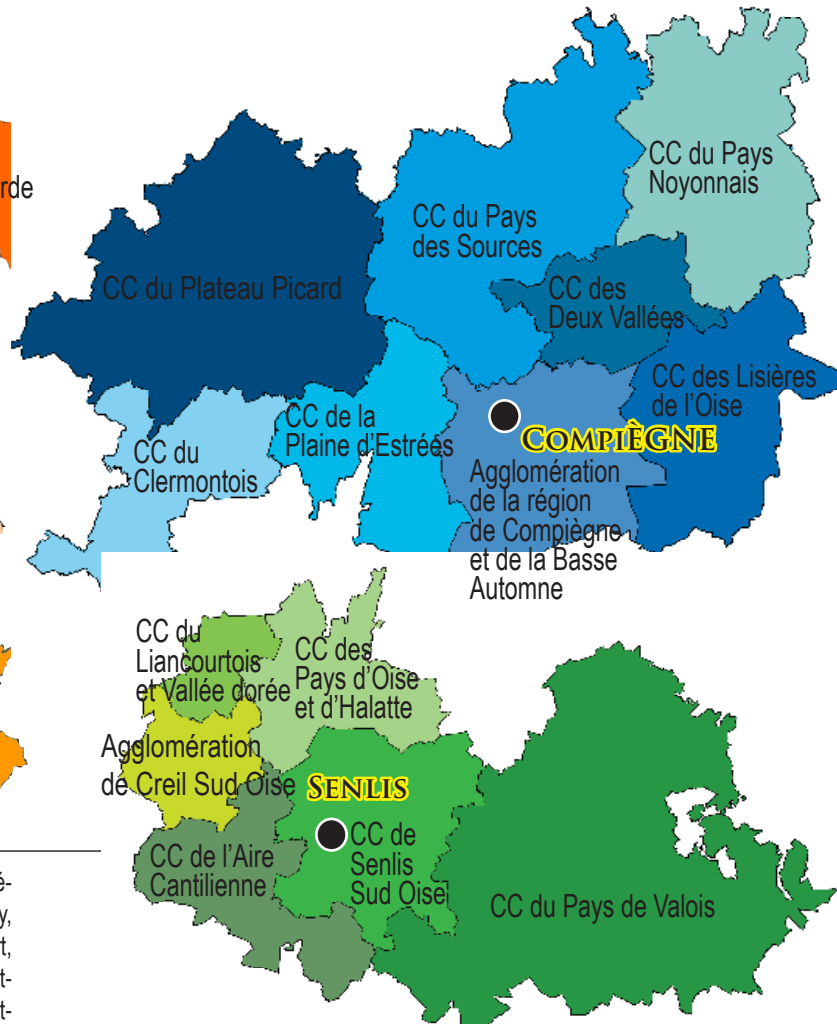 rde
CC du Pays
Noyonnais
CC du Pays
des Sources
CC du Plateau Picard
CC des
Deux Vallées
CC des Lisières
de l'Oise
CC de la
Plaine d'Estréés
COMPIÈGNE
CC du
Clermontois
Agglomération
de la région
de Compiègne
et de la Basse
Automne
CC du
Liancourtois
et Vallée dorée
CC des
Pays d'Oise
et d'Halatte
Agglomération
de Creil Sud Oise
SENLIS
CC de
Senlis
Sud Oise
CC de l'Aire
Cantilienne
CC du Pays de Valois
é-
y,
t,
t-
t-